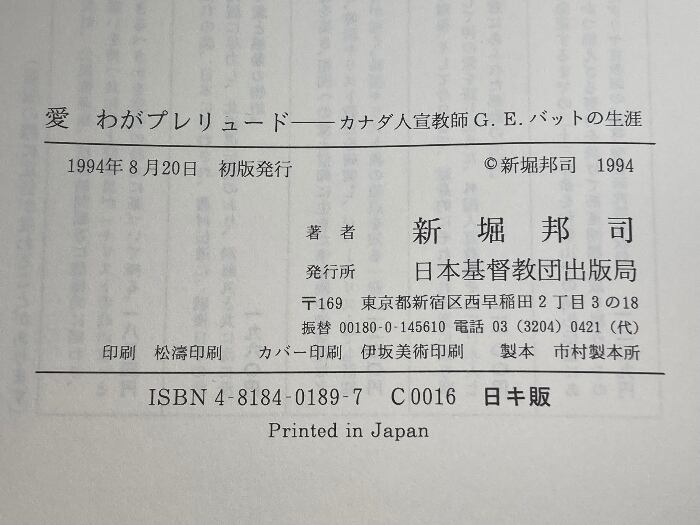 愛　わがプレリュード――カナダ人宣教師G. E. バットの生涯
1994年8月20日　初版発行　©新堀邦司　1994
著　者　新　堀　邦　司
発行所　日本基督教団出版局
〒169　東京都新宿区西早稲田2丁目3の18
振替 00180-0-145610 電話 03 (3204) 0421 (代)
印刷　松濤印刷　カバー印刷　伊坂美術印刷　製本　市村製本所
ISBN 4-8184-0189-7　C0016　日キ販
Printed in Japan